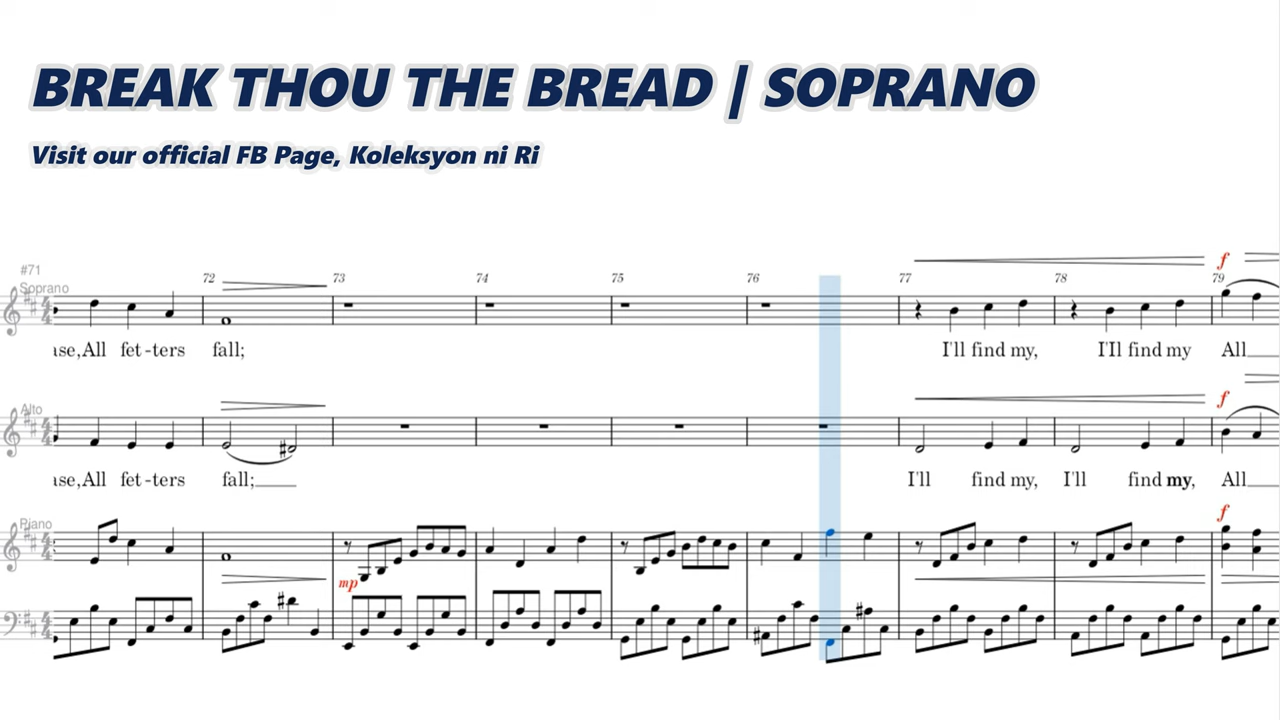 BREAK THOU THE BREAD | SOPRANO
Visit our official FB Page, Koleksyon ni Ri
f
#71 72 73 74 75 76 77 78 79
Soprano
ase, All fet-ters fall; I'll find my, I'Il find my All
f
Alto
ase, All fet-ters fall; I'll find my, I'll find my, All
f
Piano
mp